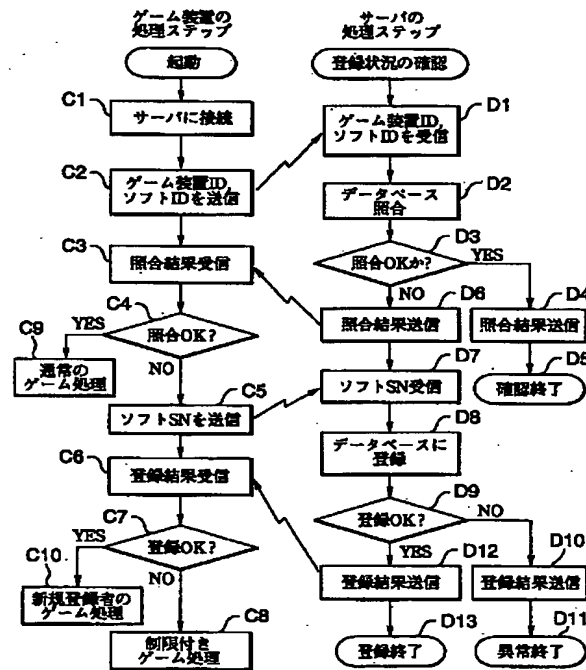 ゲーム装置の
処理ステップ
起動
C1
サーバに接続
C2
ゲーム装置ID,
ソフトIDを送信
C3
照合結果受信
C4
照合OK?
YES
NO
C9
通常の
ゲーム処理
C5
ソフトSNを送信
C6
登録結果受信
C7
登録OK?
YES
NO
C10
新規登録者の
ゲーム処理
C8
制限付き
ゲーム処理
サーバの
処理ステップ
登録状況の確認
D1
ゲーム装置ID,
ソフトIDを受信
D2
データベース
照合
D3
照合OKか?
YES
NO
D6
照合結果送信
D4
照合結果送信
D5
確認終了
D7
ソフトSN受信
D8
データベースに
登録
D9
登録OK?
NO
YES
D12
登録結果送信
D10
登録結果送信
D13
登録終了
D11
異常終了